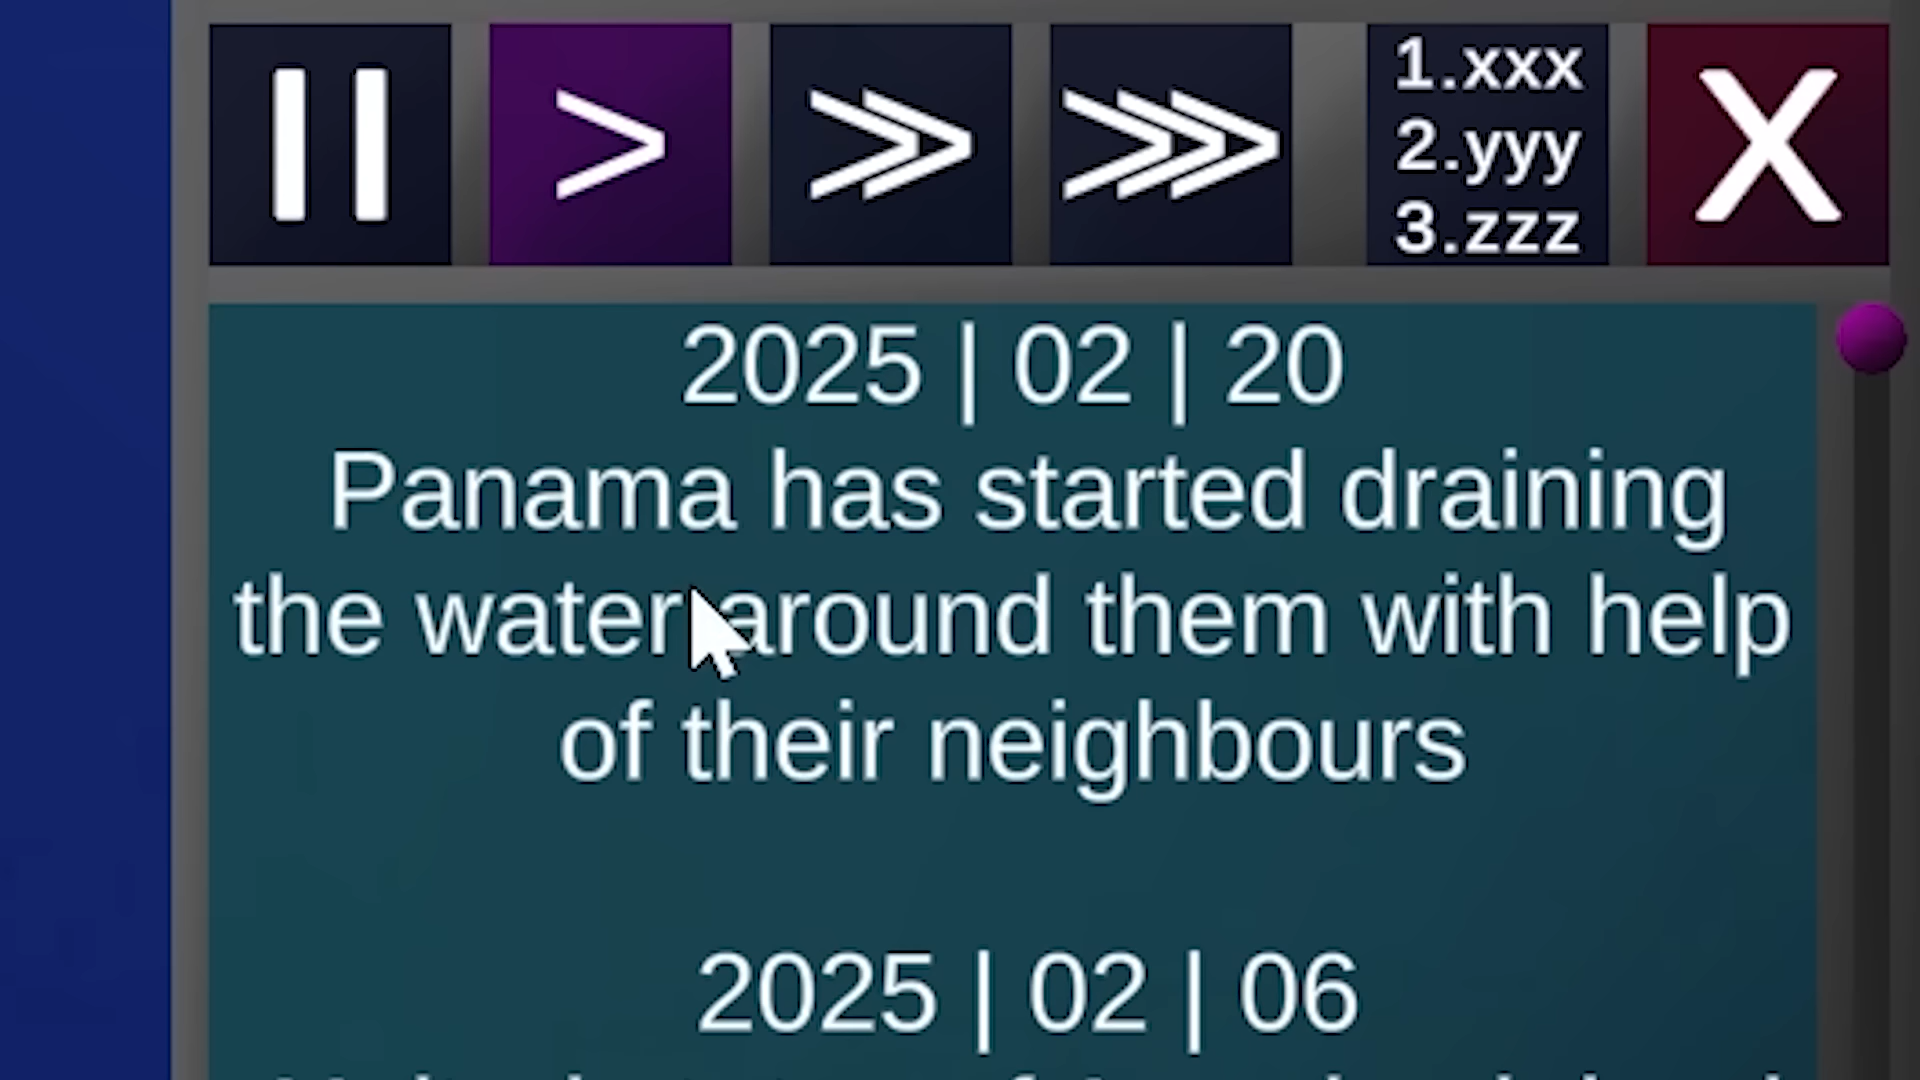 1.xxx
2.yyy
3.zzz
X
2025 | 02 | 20
Panama has started draining
the water around them with help
of their neighbours
2025 | 02 | 06